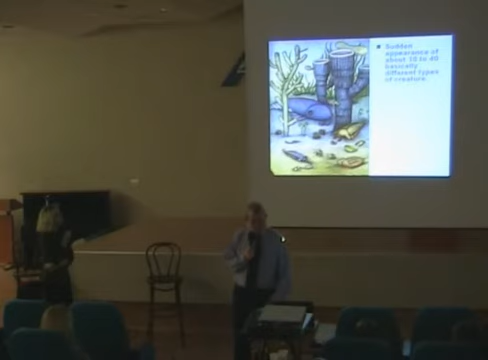 Sudden
appearance of
about 35 to 40
basically
different types
of creature.